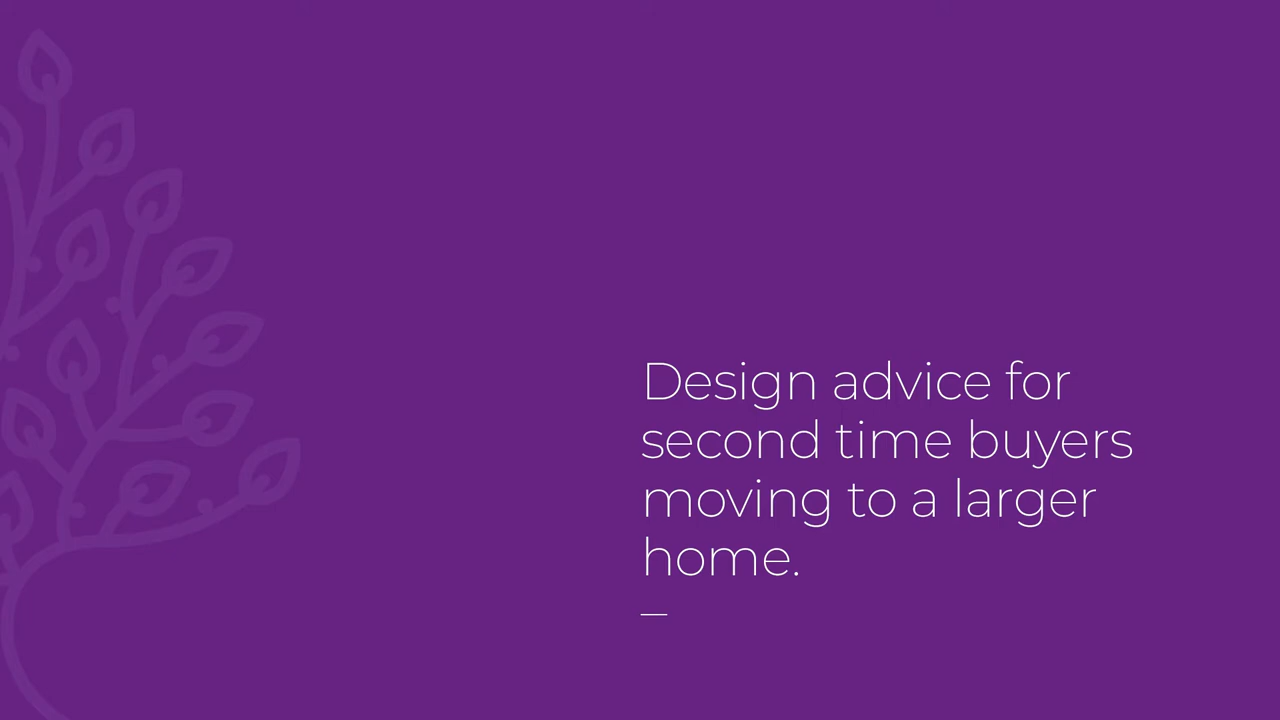 Design advice for
second time buyers
moving to a larger
home.